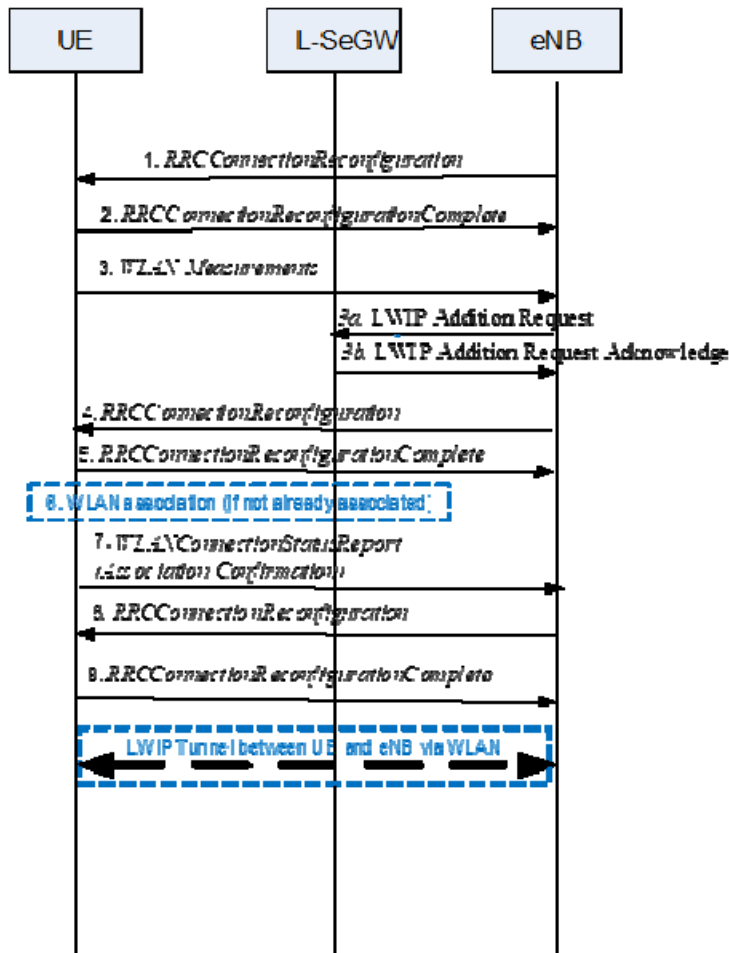 UE
L-SeGW
eNB
1. RRCConnectionReconfiguration
2. RRCConnectionReconfigurationComplete
3. WLAN Measurements
3a. LWIP Addition Request
3b. LWIP Addition Request Acknowledge
4. RRCConnectionReconfiguration
5. RRCConnectionReconfigurationComplete
6. WLAN association (if not already associated)
7. WLANConnectionStatusReport
(Association Confirmation)
8. RRCConnectionReconfiguration
9. RRCConnectionReconfigurationComplete
LWIP Tunnel between UE and eNB via WLAN